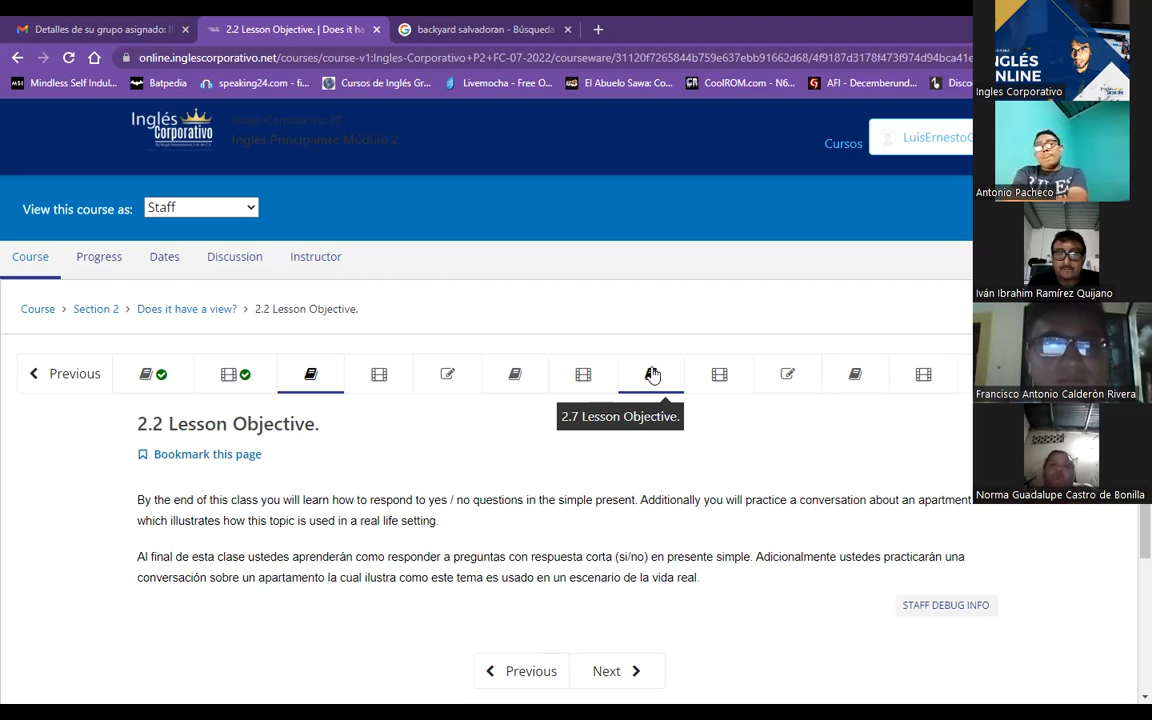 Detalles de su grupo asignado: I
2.2 Lesson Objective. | Does it ha
backyard salvadoran - Búsqueda
online.inglescorporativo.net/courses/course-v1:Ingles-Corporativo+P2+FC-07-2022/courseware/31120f7265844b759e637ebb91662d68/4f9187d3178f473f974d94bca41e
Mindless Self Indul...
Batpedia
speaking24.com - fi...
Cursos de Inglés Gr...
Livemocha - Free O...
El Abuelo Sawa: Co...
CoolROM.com - N6...
AFI - Decemberund...
Disco
Inglés
Corporativo
Inglés-Corporativo P2
Inglés Principiante Módulo 2
Cursos
LuisErnestoG
View this course as:
Staff
Course
Progress
Dates
Discussion
Instructor
Course > Section 2 > Does it have a view? > 2.2 Lesson Objective.
Previous
2.7 Lesson Objective.
2.2 Lesson Objective.
Bookmark this page
By the end of this class you will learn how to respond to yes / no questions in the simple present. Additionally you will practice a conversation about an apartment
which illustrates how this topic is used in a real life setting.
Al final de esta clase ustedes aprenderán como responder a preguntas con respuesta corta (si/no) en presente simple. Adicionalmente ustedes practicarán una
conversación sobre un apartamento la cual ilustra como este tema es usado en un escenario de la vida real.
STAFF DEBUG INFO
Previous
Next
NGLÉS
ONLINE
Ingles Corporativo
Antonio Pacheco
Iván Ibrahim Ramírez Quijano
Francisco Antonio Calderòn Rivera
Norma Guadalupe Castro de Bonilla